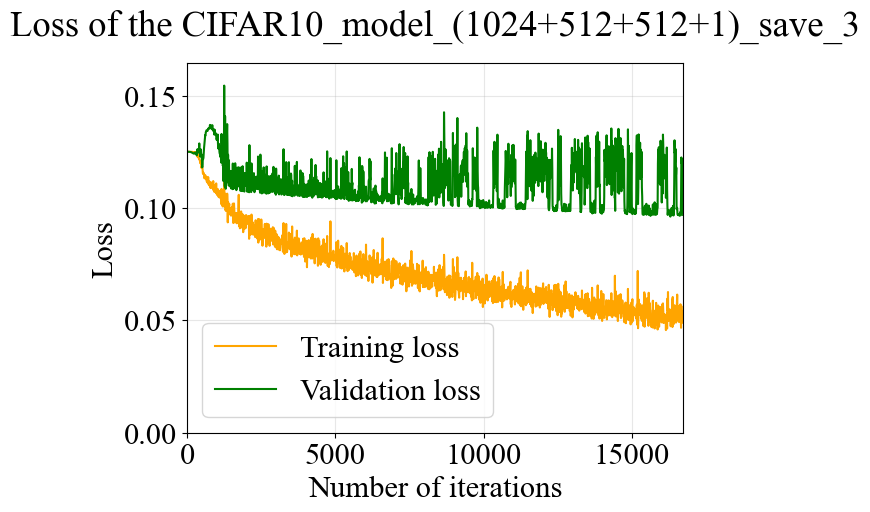 Loss of the CIFAR10_model_(1024+512+512+1)_save_3
0.15
0.10
0.05
0.00
Loss
Training loss
Validation loss
0 5000 10000 15000
Number of iterations